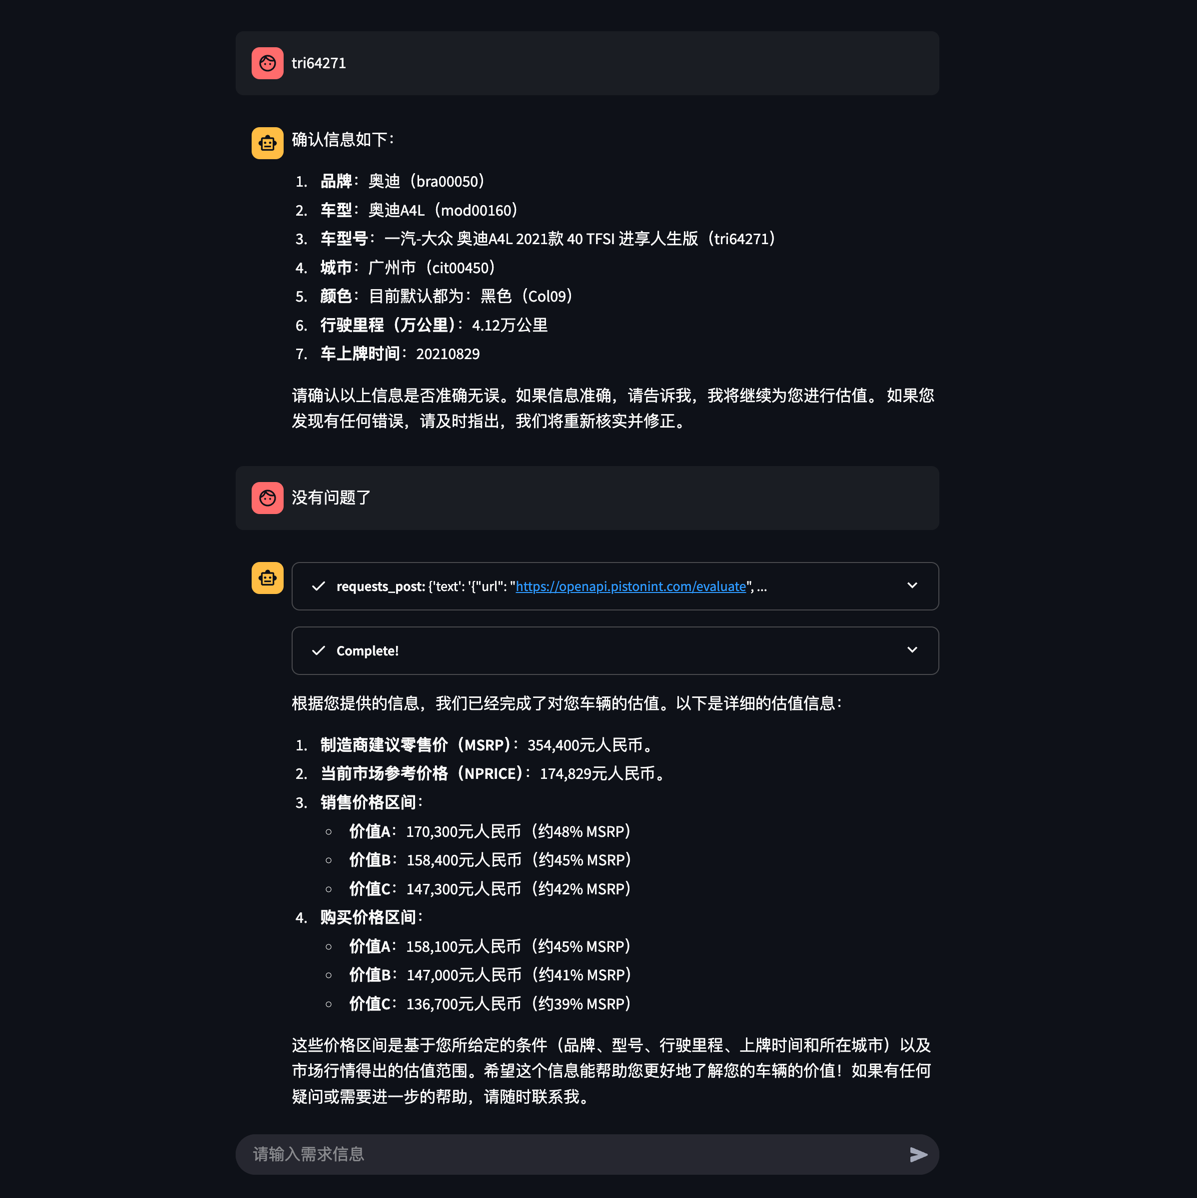 tri64271
确认信息如下：
1. 品牌：奥迪（bra00050）
2. 车型：奥迪A4L（mod00160）
3. 车型号：一汽-大众 奥迪A4L 2021款 40 TFSI 进享人生版（tri64271）
4. 城市：广州市（cit00450）
5. 颜色：目前默认都为：黑色（Col09）
6. 行驶里程（万公里）：4.12万公里
7. 车上牌时间：20210829
请确认以上信息是否准确无误。如果信息准确，请告诉我，我将继续为您进行估值。 如果您
发现有任何错误，请及时指出，我们将重新核实并修正。
没有问题了
requests_post: {'text': '{"url": "https://openapi.pistonint.com/evaluate", ...
Complete!
根据您提供的信息，我们已经完成了对您车辆的估值。以下是详细的估值信息：
1. 制造商建议零售价（MSRP）：354,400元人民币。
2. 当前市场参考价格（NPRICE）：174,829元人民币。
3. 销售价格区间：
价值A：170,300元人民币（约48% MSRP）
价值B：158,400元人民币（约45% MSRP）
价值C：147,300元人民币（约42% MSRP）
4. 购买价格区间：
价值A：158,100元人民币（约45% MSRP）
价值B：147,000元人民币（约41% MSRP）
价值C：136,700元人民币（约39% MSRP）
这些价格区间是基于您所给定的条件（品牌、型号、行驶里程、上牌时间和所在城市）以及
市场行情得出的估值范围。希望这个信息能帮助您更好地了解您的车辆的价值！如果有任何
疑问或需要进一步的帮助，请随时联系我。
请输入需求信息